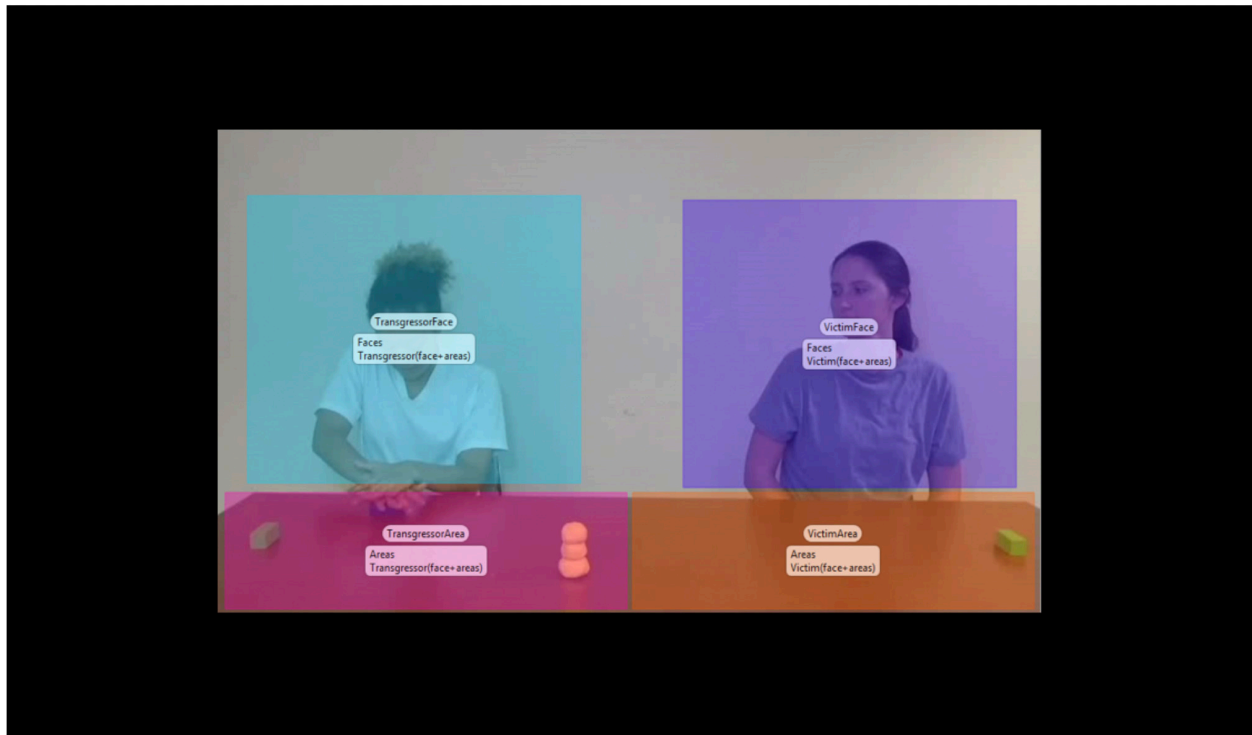 TransgressorFace
Faces
Transgressor(face+areas)
VictimFace
Faces
Victim(face+areas)
TransgressorArea
Areas
Transgressor(face+areas)
VictimArea
Areas
Victim(face+areas)